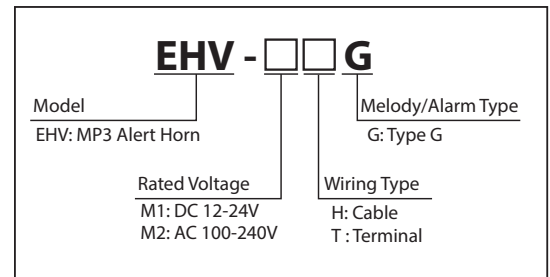 EHV - □□ G
Model
EHV: MP3 Alert Horn
Melody/Alarm Type
G: Type G
Rated Voltage
M1: DC 12-24V
M2: AC 100-240V
Wiring Type
H: Cable
T : Terminal